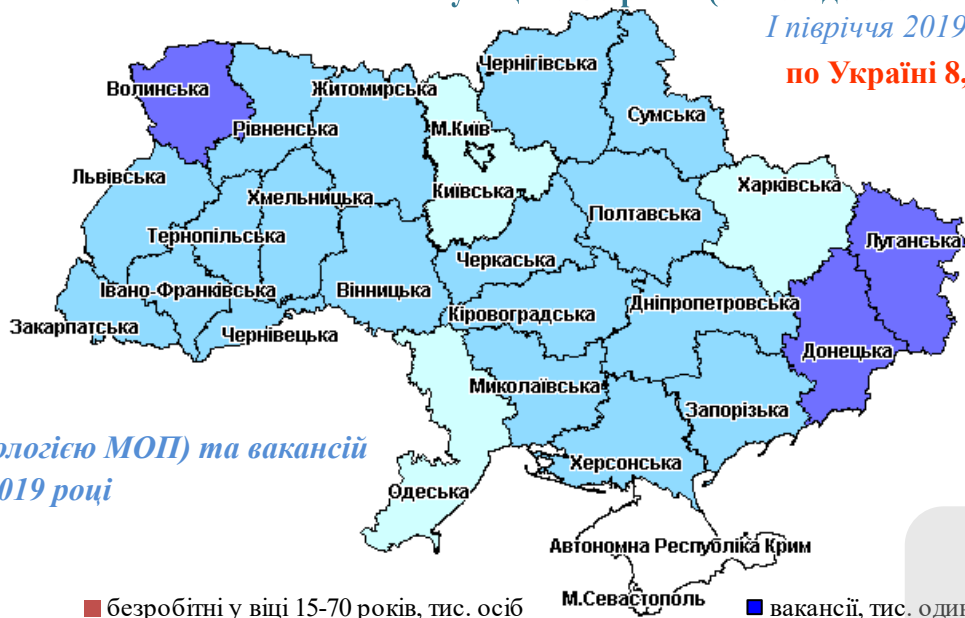 І півріччя 2019
по Україні 8,
Чернігівська
Волинська
Житомирська
Сумська
М.Київ
Рівненська
Львівська
Хмельницька
Київська
Харківська
Полтавська
Тернопільська
Луганська
Черкаська
Івано-Франківська
Вінницька
Дніпропетровська
Кіровоградська
Закарпатська
Чернівецька
Донецька
Миколаївська
Запорізька
ологією МОП) та вакансій
Херсонська
019 році
Одеська
Автономна Республіка Крим
М.Севастополь
безробітні у віці 15-70 років, тис. осіб
вакансії, тис. один